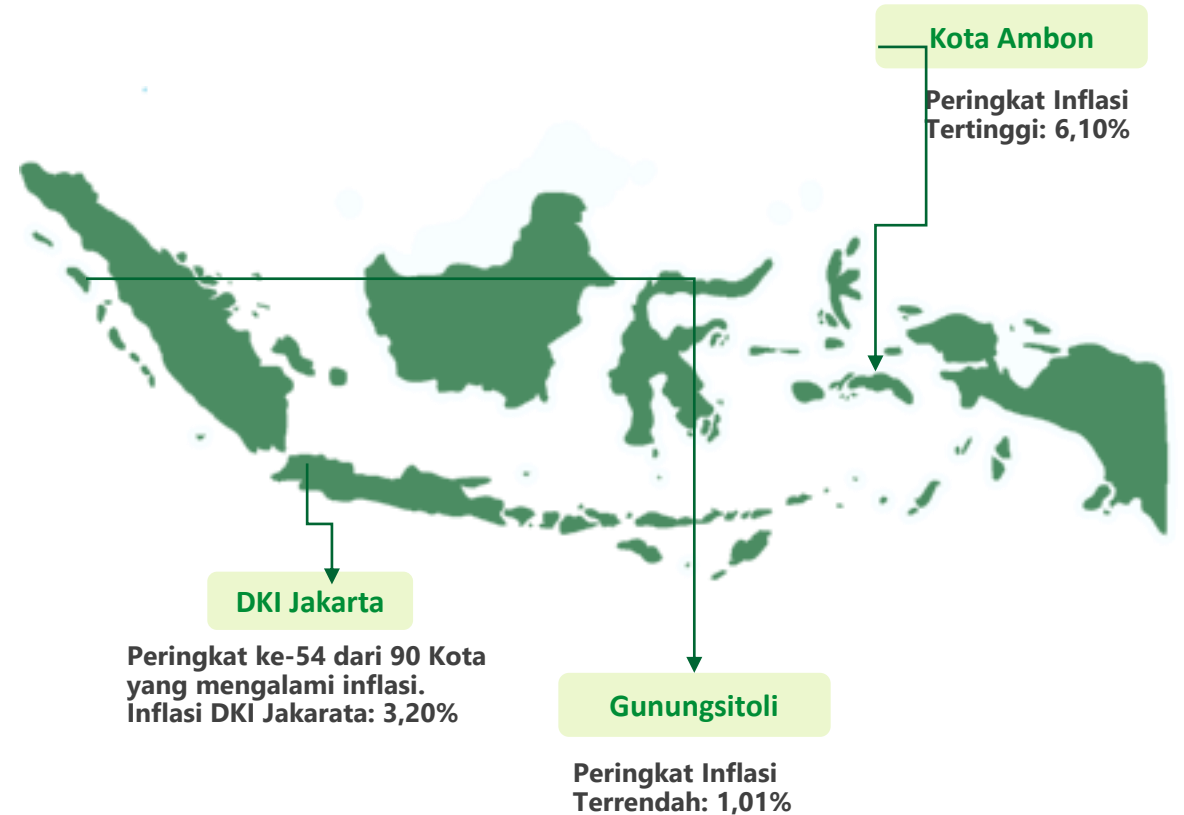 Kota Ambon
Peringkat Inflasi
Tertinggi: 6,10%
DKI Jakarta
Peringkat ke-54 dari 90 Kota
yang mengalami inflasi.
Inflasi DKI Jakarata: 3,20%
Gunungsitoli
Peringkat Inflasi
Terrendah: 1,01%